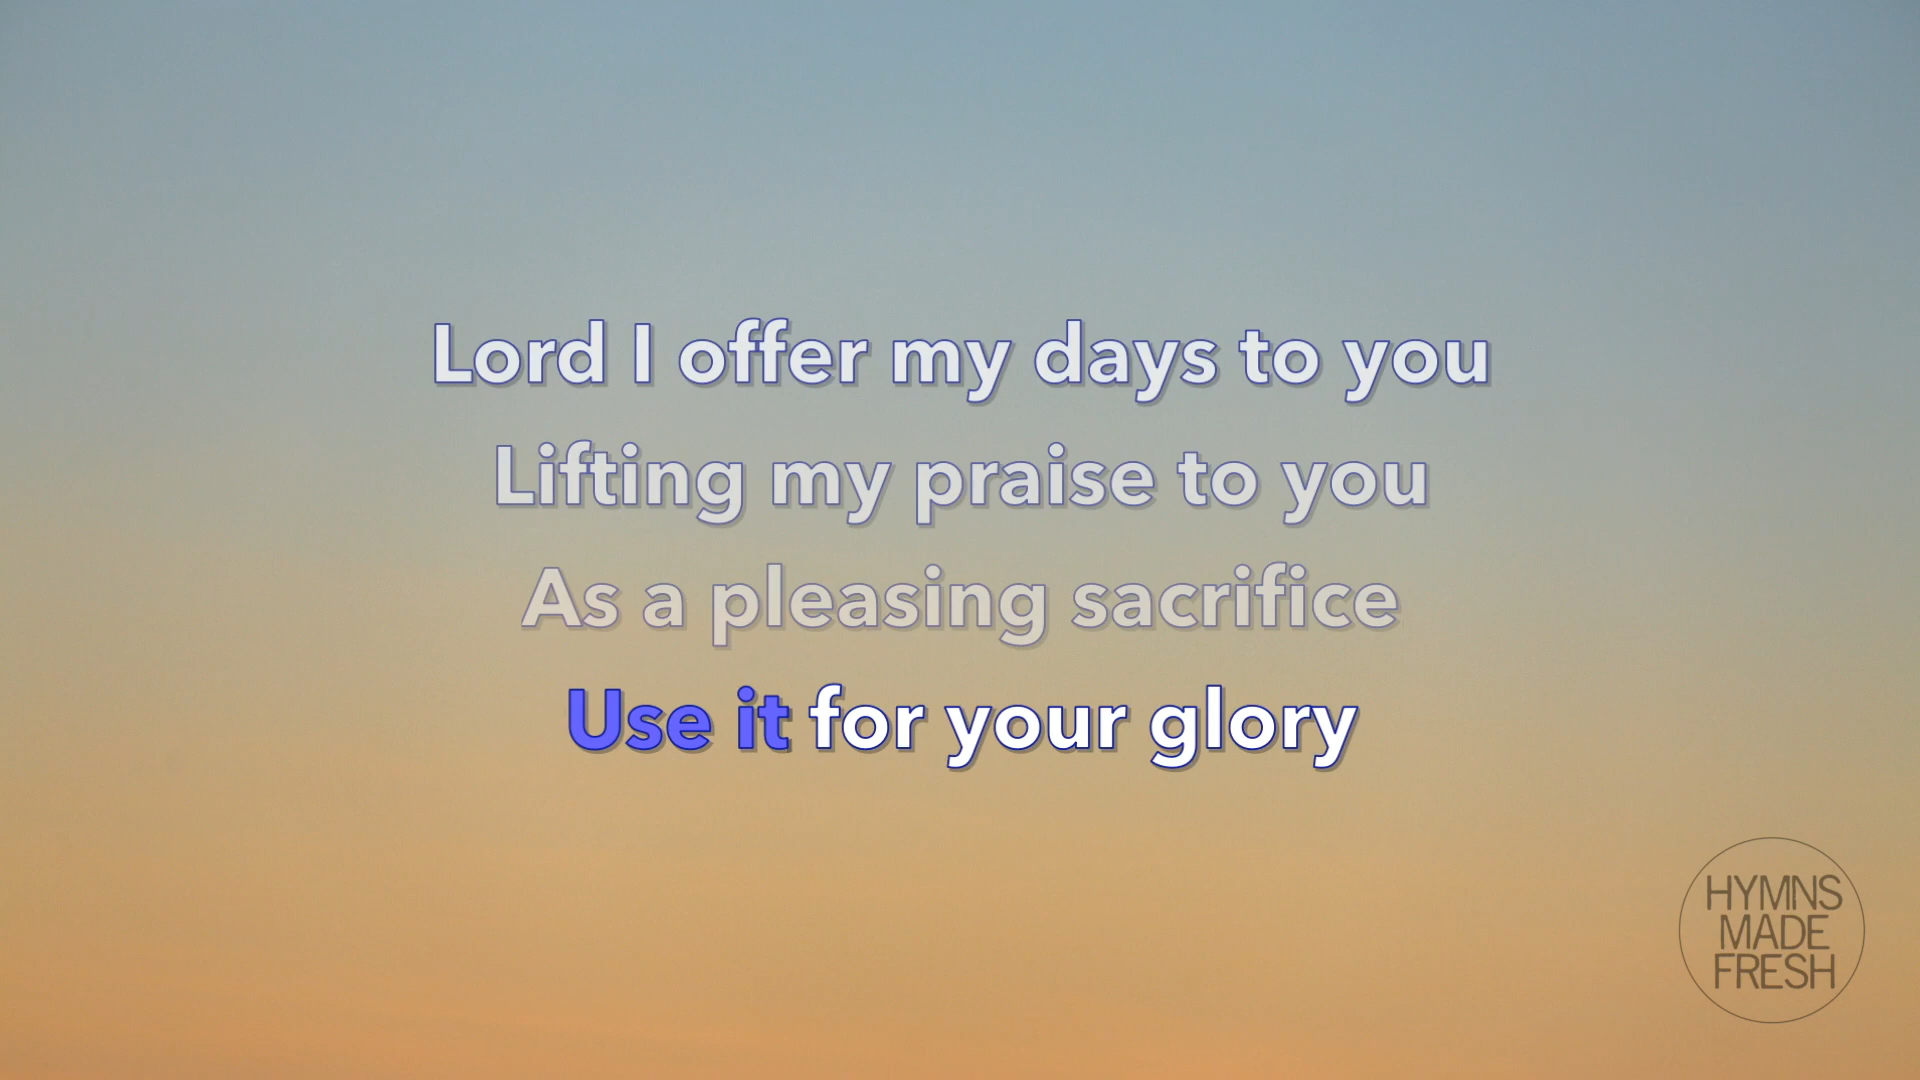 Lord I offer my days to you
Lifting my praise to you
As a pleasing sacrifice
Use it for your glory
HYMNS
MADE
FRESH